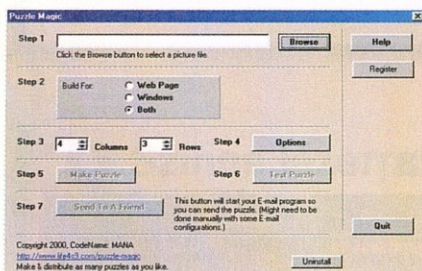 Puzzle Magic
Step 1
Browse
Help
Click the Browse button to select a picture file.
Register
Step 2
Build For:
Web Page
Windows
Both
Step 3
4
Columns
3
Rows
Step 4
Options
Step 5
Make Puzzle
Step 6
Test Puzzle
Step 7
Send To A Friend
This button will start your E-mail program so
you can send the puzzle. (Might need to be
done manually with some E-mail
configurations.)
Quit
Copyright 2000, CodeName: MANA
Make & distribute as many puzzles as you like.
Uninstall